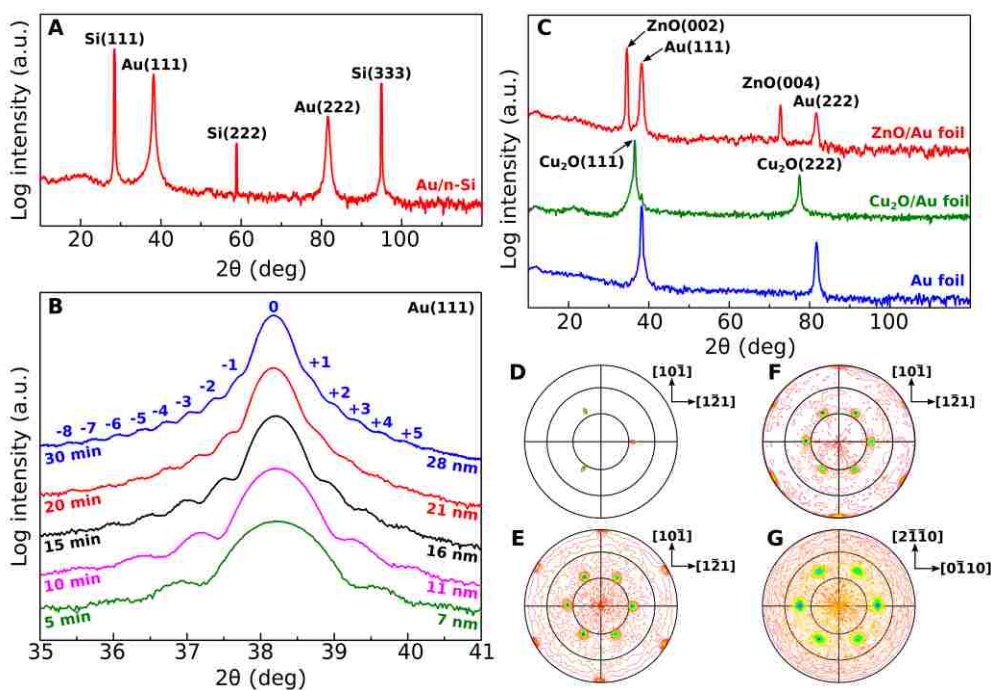 A
Si(111)
Au(111)
Si(222)
Au(222)
Si(333)
Au/n-Si
Log intensity (a.u.)
20 40 60 80 100
2θ (deg)
B
Au(111)
0
-1
+1
-2
+2
-3
+3
-4
+4
-5
+5
-6
-7
-8
30 min
28 nm
20 min
21 nm
15 min
16 nm
10 min
11 nm
5 min
7 nm
Log intensity (a.u.)
35 36 37 38 39 40 41
2θ (deg)
C
ZnO(002)
Au(111)
ZnO(004)
Au(222)
ZnO/Au foil
Cu₂O(111)
Cu₂O(222)
Cu₂O/Au foil
Au foil
Log intensity (a.u.)
20 40 60 80 100
2θ (deg)
D
[101̄]
[12̄1]
F
[101̄]
[12̄1]
E
[101̄]
[12̄1]
G
[21̄1̄0]
[01̄10]